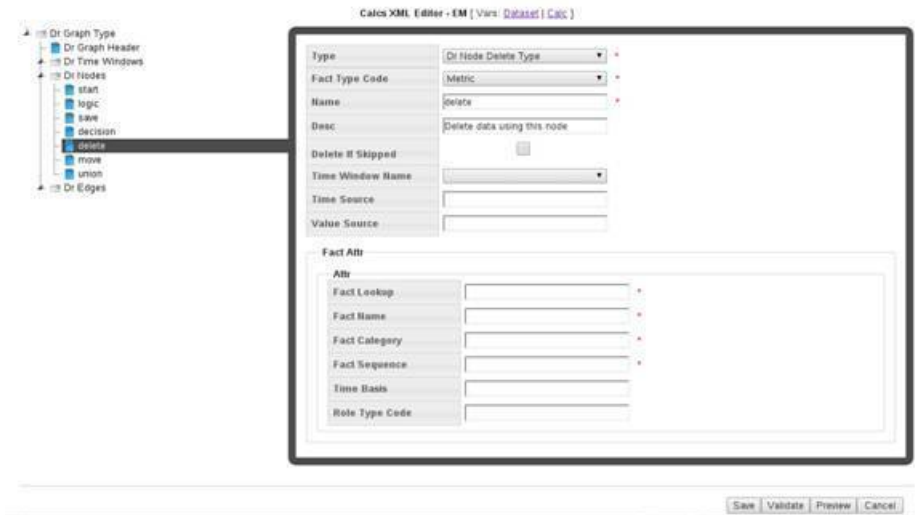 Calcs XML Editor - EM [ Vars: Dataset | Calc ]
Dr Graph Type
Dr Graph Header
Dr Time Windows
Dr Nodes
start
logic
save
decision
delete
move
union
Dr Edges
Type Dr Node Delete Type *
Fact Type Code Metric *
Name delete *
Desc Delete data using this node
Delete If Skipped
Time Window Name
Time Source
Value Source
Fact Attr
Attr
Fact Lookup *
Fact Name *
Fact Category *
Fact Sequence *
Time Basis
Role Type Code
Save Validate Preview Cancel